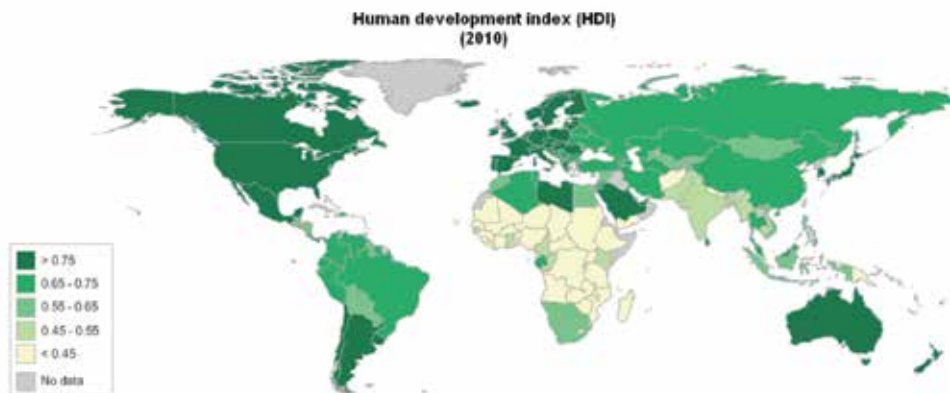 Human development index (HDI)
(2010)
> 0.75
0.65 - 0.75
0.55 - 0.65
0.45 - 0.55
< 0.45
No data